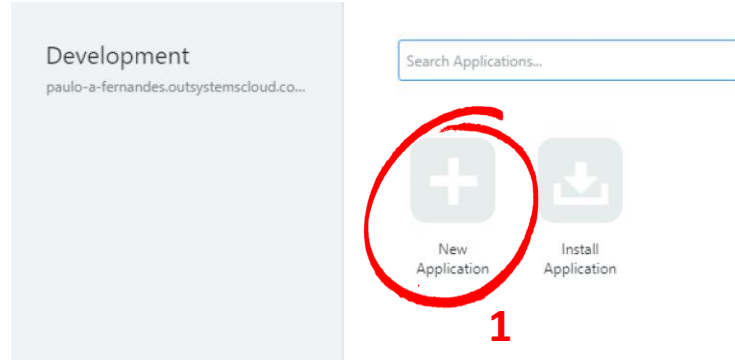 Development
paulo-a-fernandes.outsystemscloud.co...
Search Applications...
New
Application
Install
Application
1